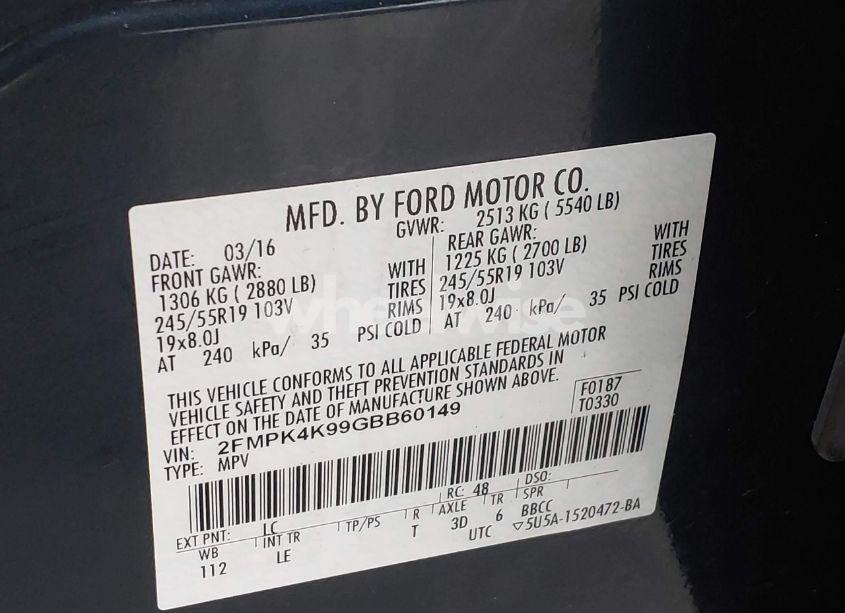 MFD. BY FORD MOTOR CO.
DATE: 03/16
GVWR: 2513 KG ( 5540 LB)
FRONT GAWR:
1306 KG ( 2880 LB) WITH
245/55R19 103V TIRES
19x8.0J RIMS
AT 240 kPa/ 35 PSI COLD
REAR GAWR: WITH
1225 KG ( 2700 LB) TIRES
245/55R19 103V RIMS
19x8.0J
AT 240 kPa/ 35 PSI COLD
THIS VEHICLE CONFORMS TO ALL APPLICABLE FEDERAL MOTOR
VEHICLE SAFETY AND THEFT PREVENTION STANDARDS IN
EFFECT ON THE DATE OF MANUFACTURE SHOWN ABOVE.
VIN: 2FMPK4K99GBB60149
TYPE: MPV
F0187
T0330
EXT PNT: LC RC: 48 DSO:
WB INT TR TP/PS R AXLE TR SPR
112 LE T 3D 6 BBCC
UTC ▽5U5A-1520472-BA
wheelwise